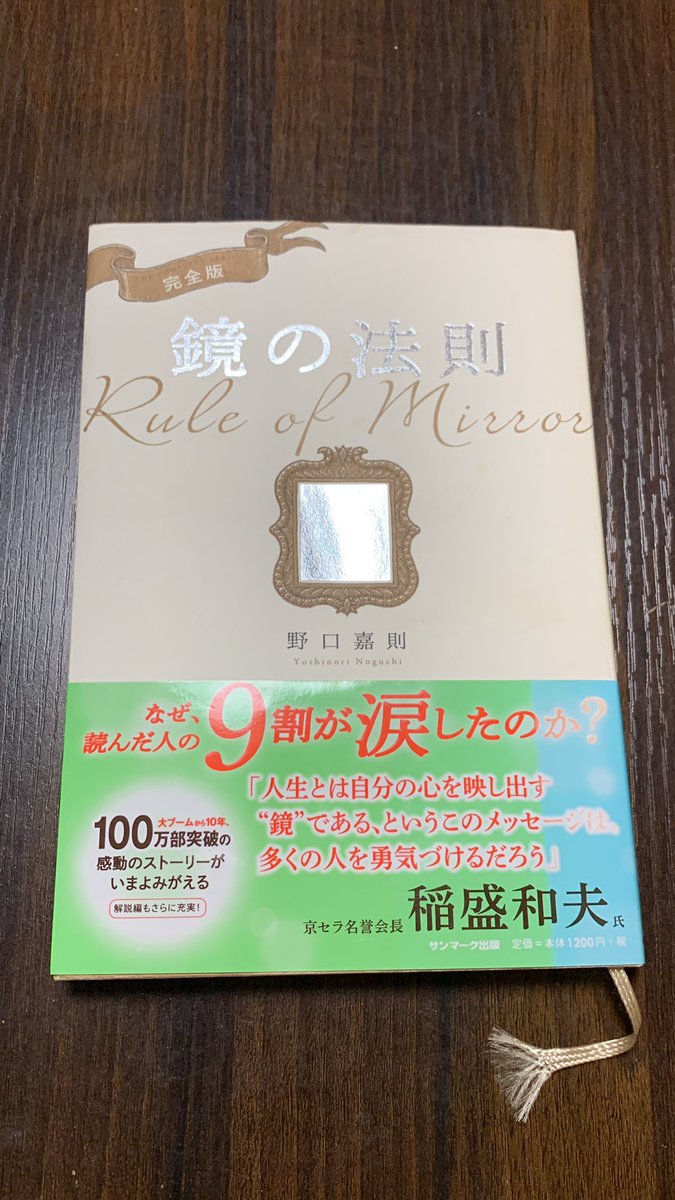 完全版
鏡の法則
Rule of Mirror
野口嘉則
Yoshinori Noguchi
なぜ、
読んだ人の9割が涙したのか?
「人生とは自分の心を映し出す
“鏡”である、というこのメッセージは、
多くの人を勇気づけるだろう」
京セラ名誉会長 稲盛和夫氏
大ブームから10年、
100万部突破の
感動のストーリーが
いまよみがえる
解説編もさらに充実!
サンマーク出版 定価=本体1200円+税